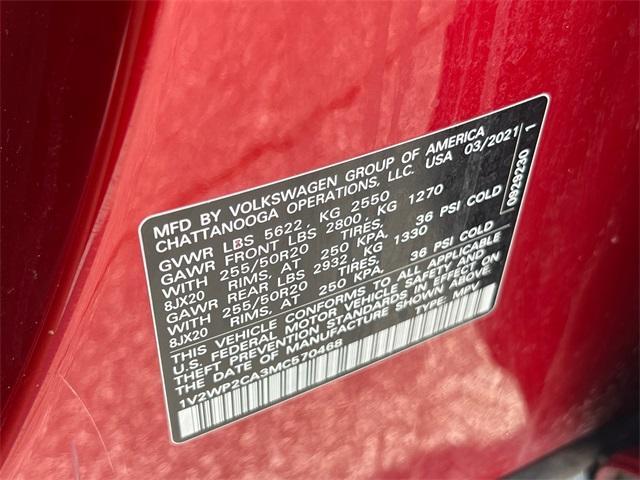 MFD BY VOLKSWAGEN GROUP OF AMERICA
CHATTANOOGA OPERATIONS, LLC. USA 03/2021
GVWR LBS 5622, KG 2550
GAWR FRONT LBS 2800, KG 1270
WITH 255/50R20 TIRES,
8JX20 RIMS, AT 250 KPA, 36 PSI COLD
GAWR REAR LBS 2932, KG 1330
WITH 255/50R20 TIRES,
8JX20 RIMS, AT 250 KPA, 36 PSI COLD
THIS VEHICLE CONFORMS TO ALL APPLICABLE
U.S. FEDERAL MOTOR VEHICLE SAFETY AND
THEFT PREVENTION STANDARDS IN EFFECT ON
THE DATE OF MANUFACTURE SHOWN ABOVE.
1V2WP2CA3MC570468 TYPE: MPV
0929230 1